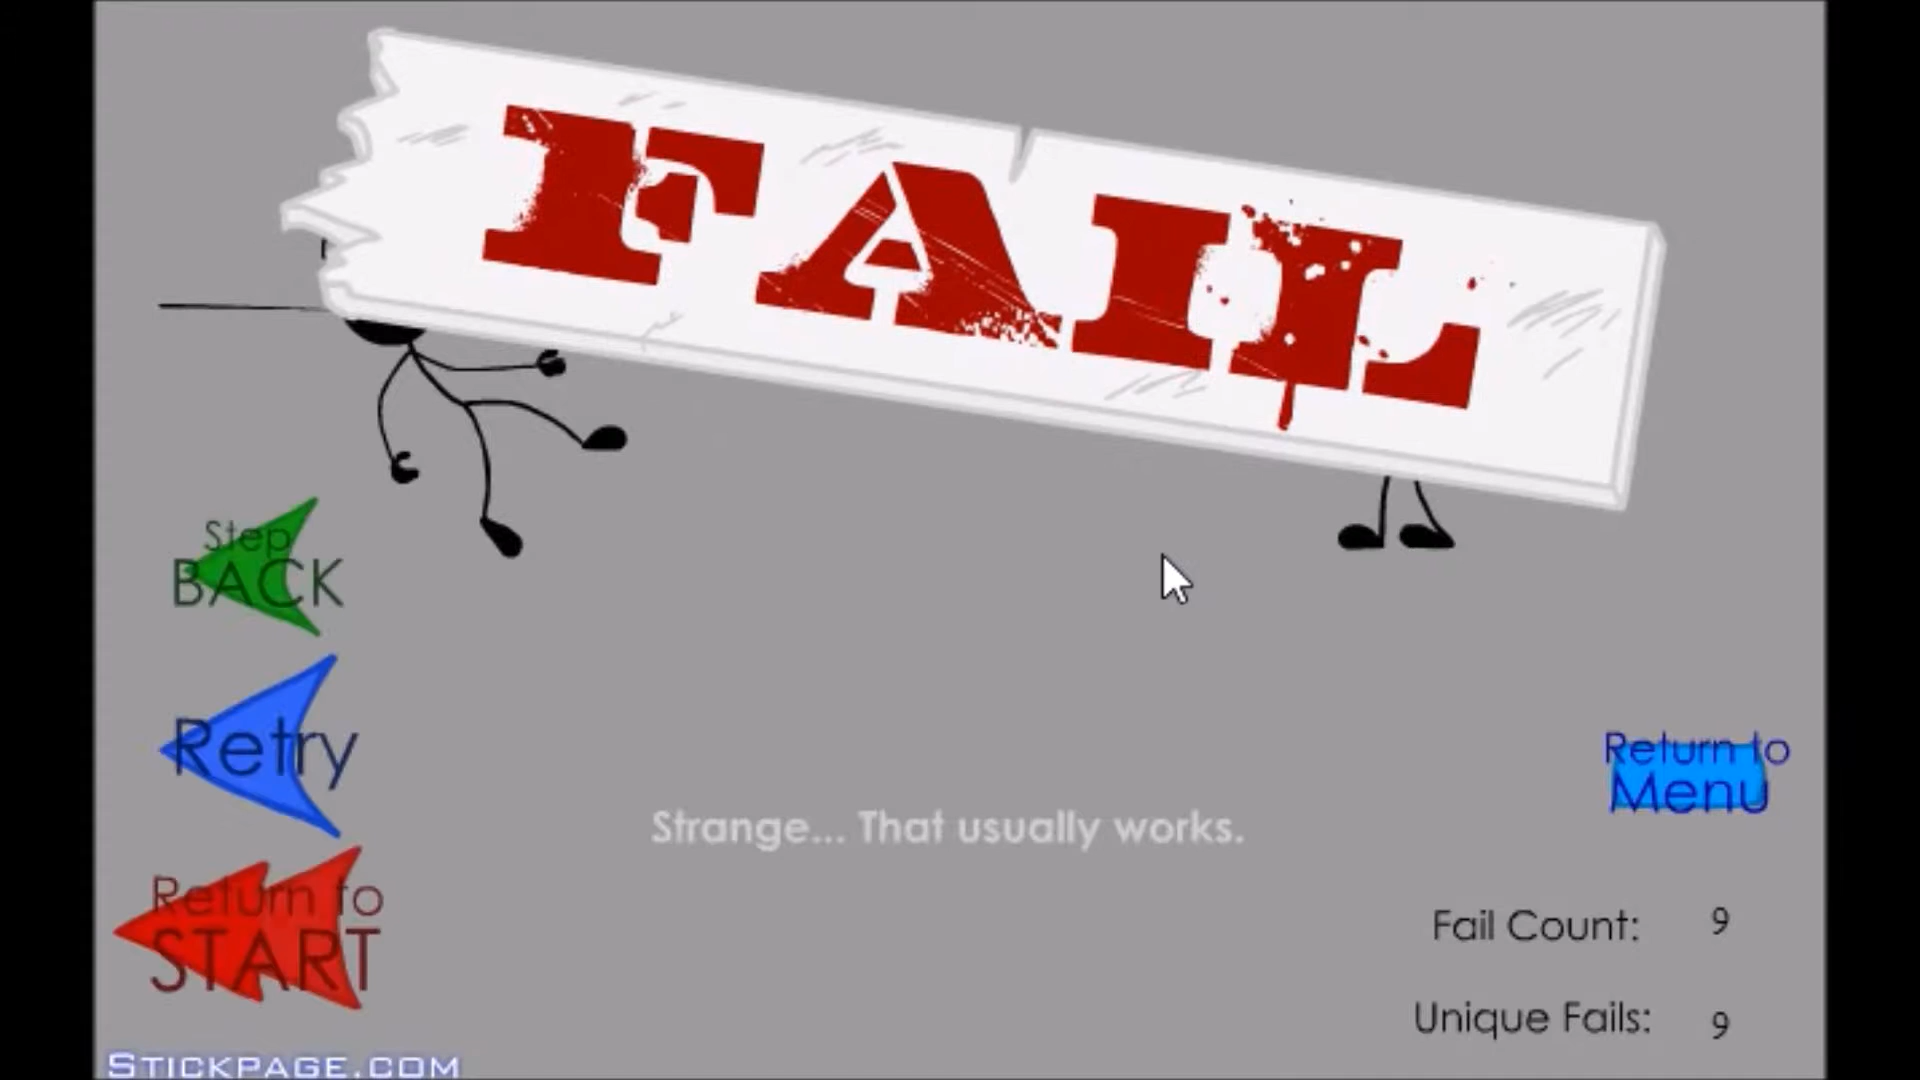 FAIL
Step
BACK
Retry
Return to
START
Strange... That usually works.
Return to
Menu
Fail Count: 9
Unique Fails: 9
STICKPAGE.COM